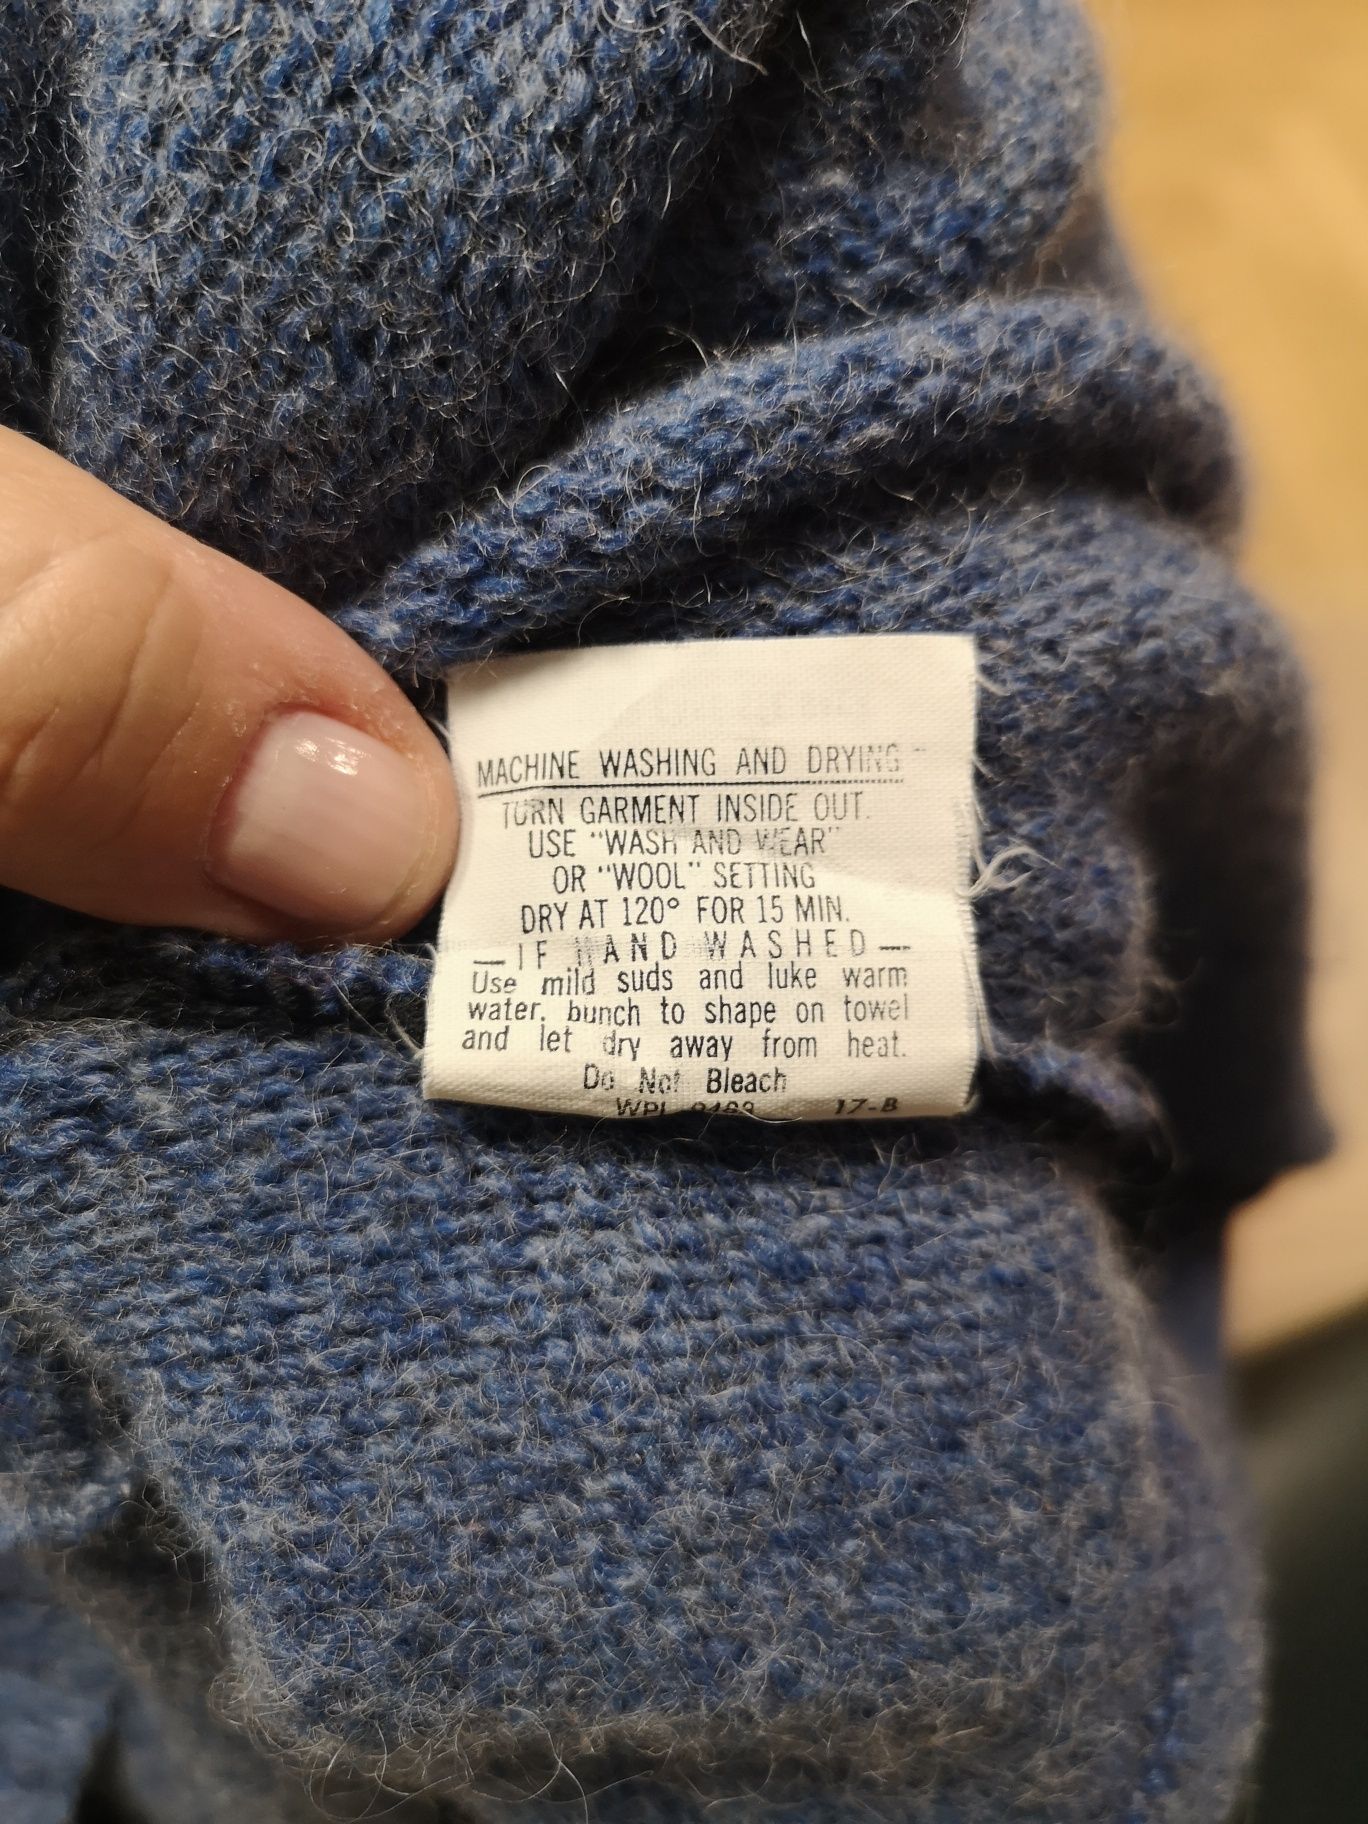 MACHINE WASHING AND DRYING
TURN GARMENT INSIDE OUT.
USE "WASH AND WEAR"
OR "WOOL" SETTING
DRY AT 120° FOR 15 MIN.
— IF HAND WASHED —
Use mild suds and luke warm
water, bunch to shape on towel
and let dry away from heat.
Do Not Bleach
WPL 17-B